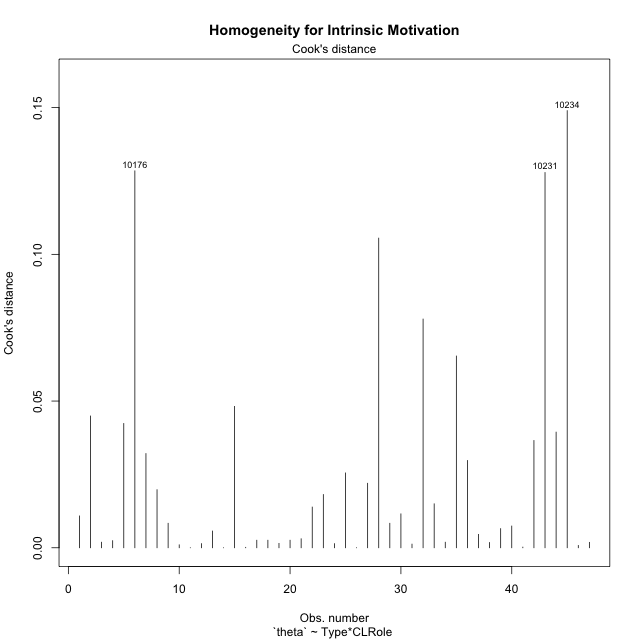 Homogeneity for Intrinsic Motivation
Cook's distance
Cook's distance
0.15
0.10
0.05
0.00
10176
10231
10234
0 10 20 30 40
Obs. number
`theta` ~ Type*CLRole